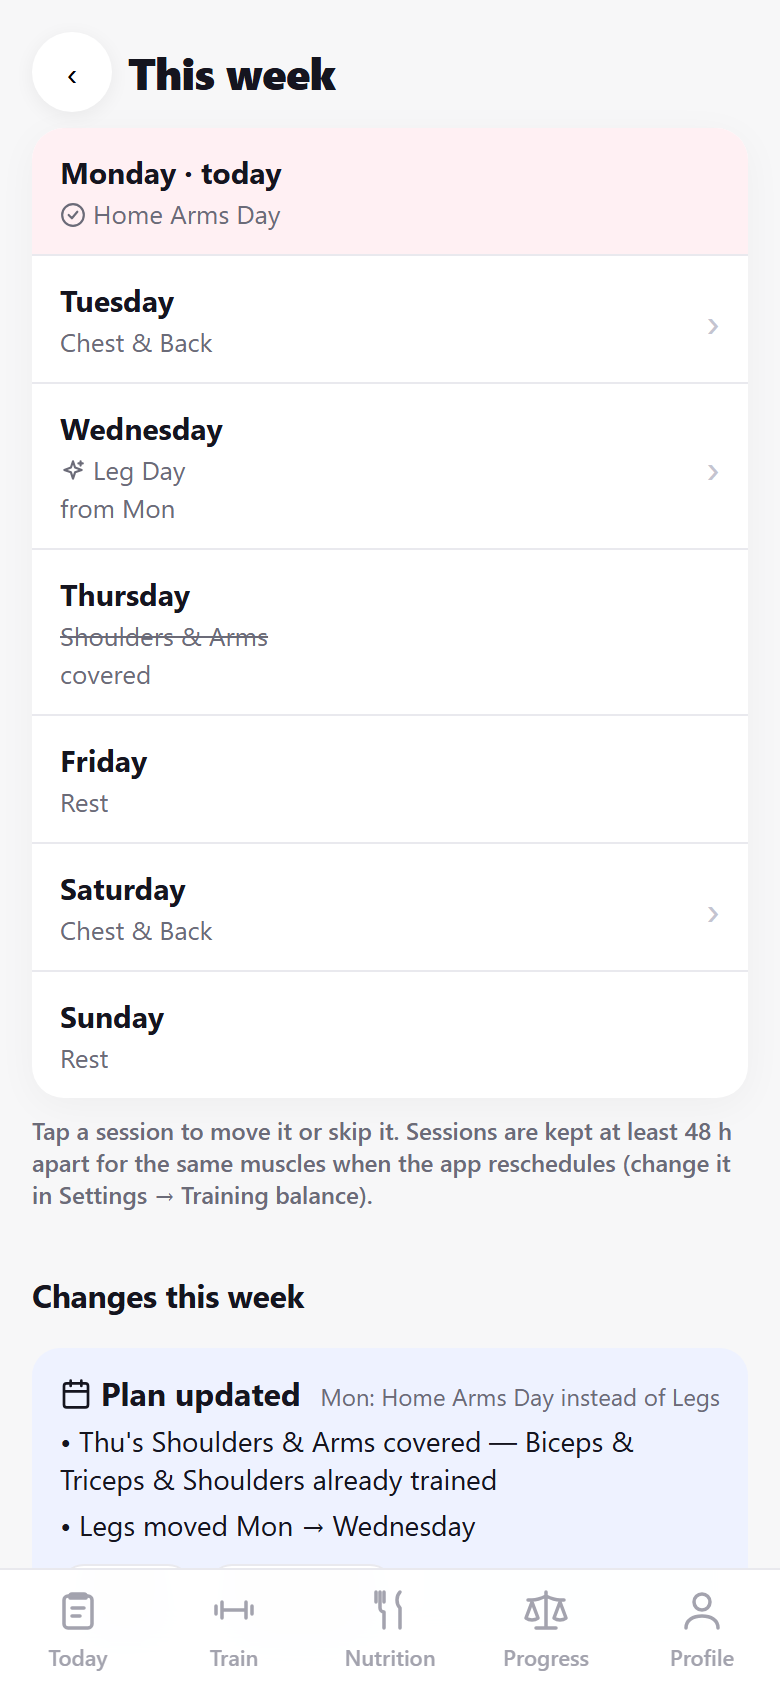 ‹ This week
Monday · today
Home Arms Day
Tuesday
Chest & Back
›
Wednesday
Leg Day
›
from Mon
Thursday
Shoulders & Arms
covered
Friday
Rest
Saturday
Chest & Back
›
Sunday
Rest
Tap a session to move it or skip it. Sessions are kept at least 48 h
apart for the same muscles when the app reschedules (change it
in Settings → Training balance).
Changes this week
Plan updated Mon: Home Arms Day instead of Legs
• Thu's Shoulders & Arms covered — Biceps &
Triceps & Shoulders already trained
• Legs moved Mon → Wednesday
Today Train Nutrition Progress Profile